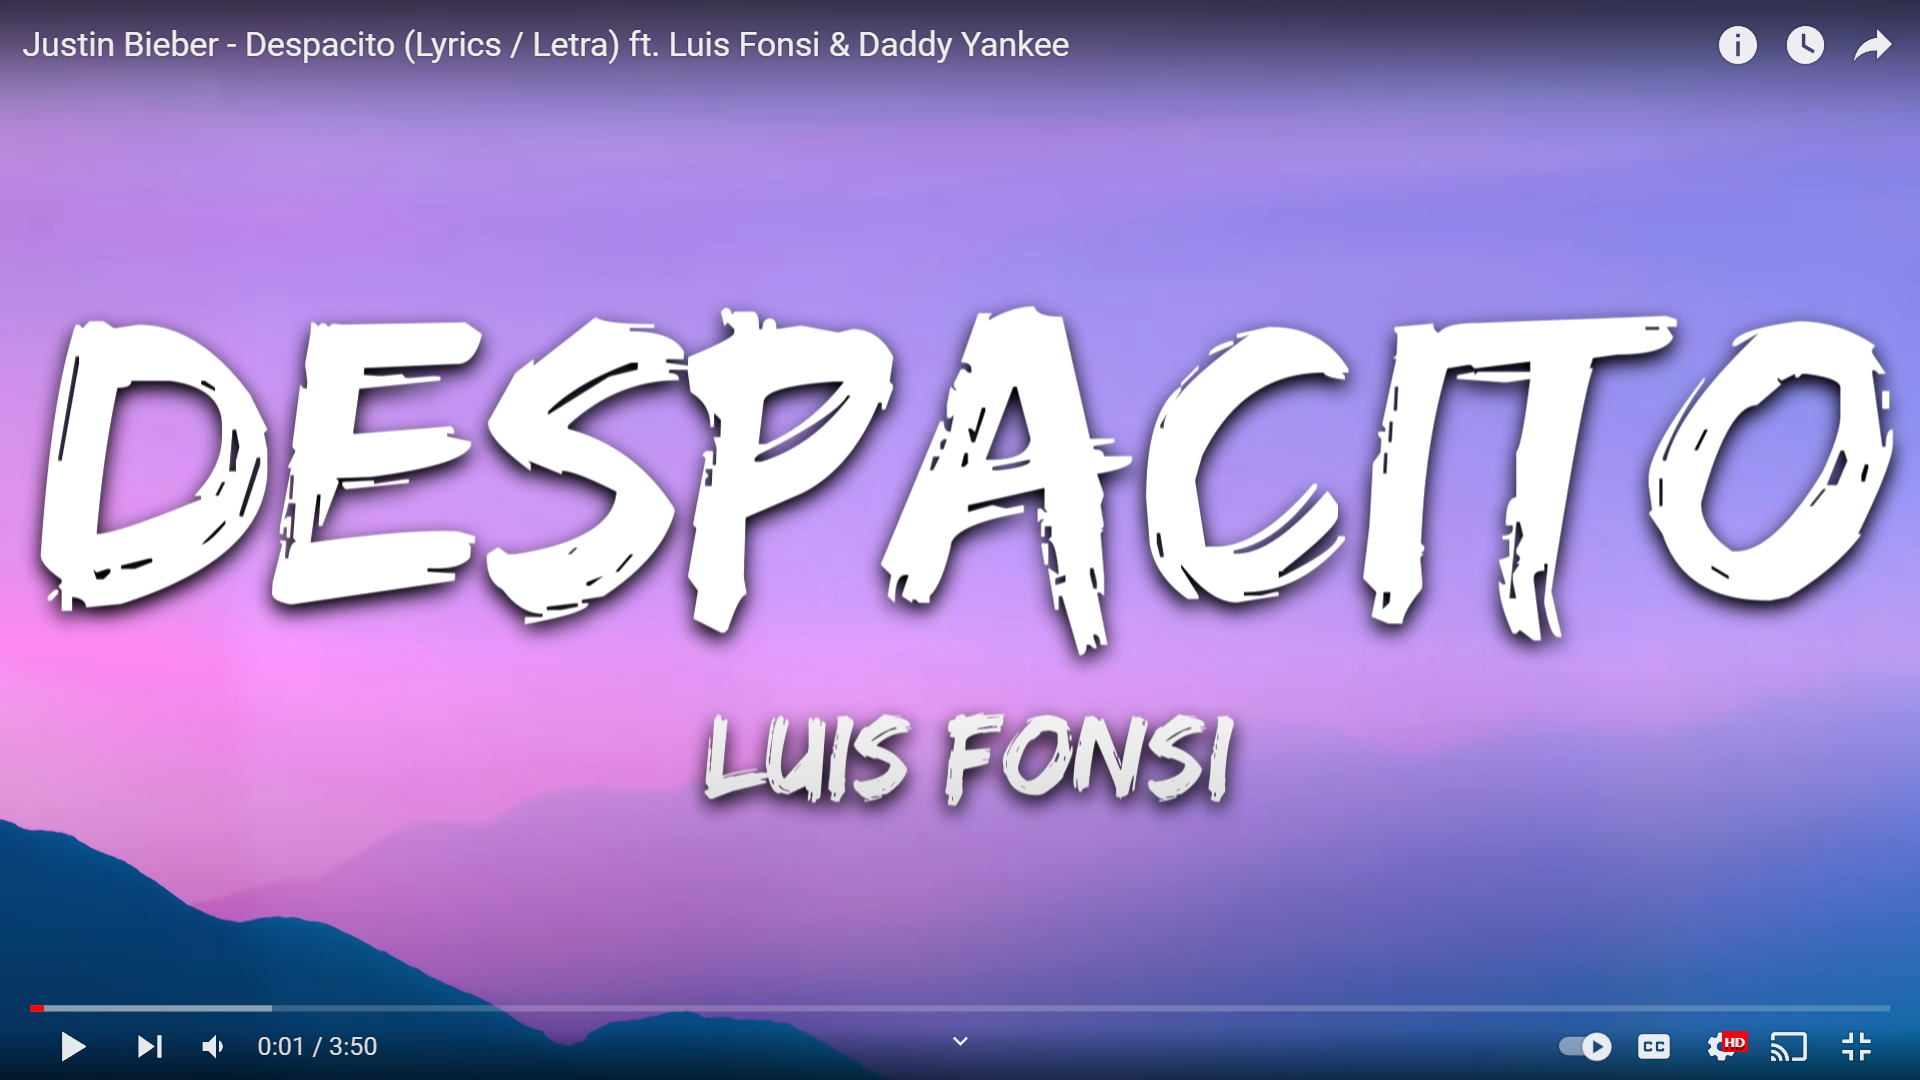 Justin Bieber - Despacito (Lyrics / Letra) ft. Luis Fonsi & Daddy Yankee
DESPACITO
LUIS FONSI
0:01 / 3:50
CC
HD